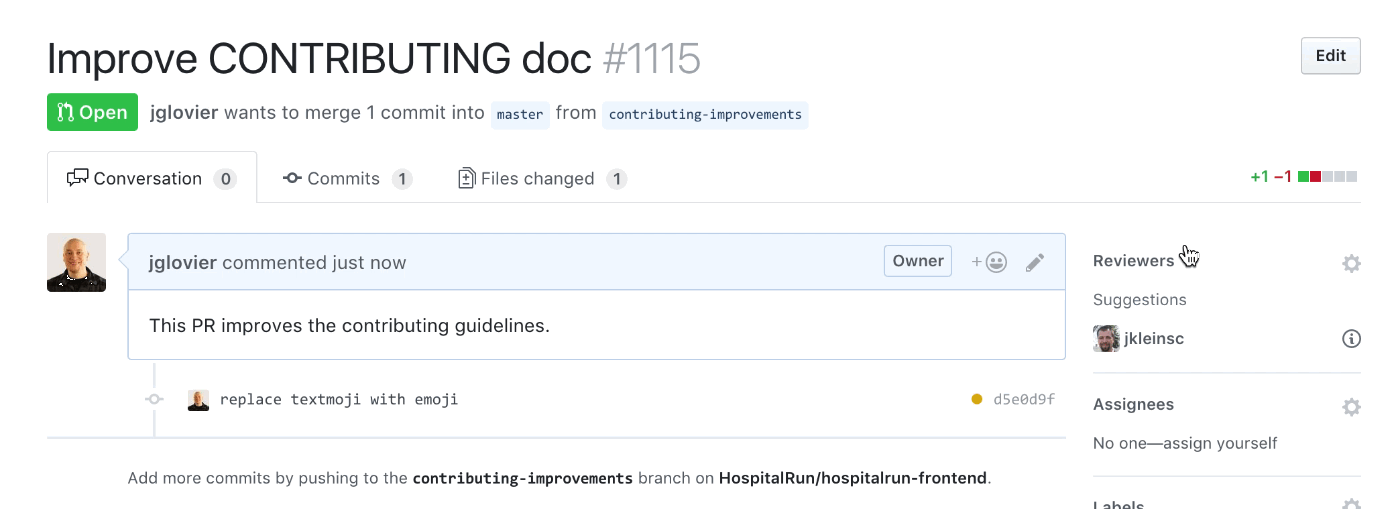 Improve CONTRIBUTING doc #1115
Edit
Open jglovier wants to merge 1 commit into master from contributing-improvements
Conversation 0 Commits 1 Files changed 1
+1 −1
jglovier commented just now
Owner
+
This PR improves the contributing guidelines.
replace textmoji with emoji
d5e0d9f
Add more commits by pushing to the contributing-improvements branch on HospitalRun/hospitalrun-frontend.
Reviewers
Suggestions
jkleinsc
Assignees
No one—assign yourself
Labels